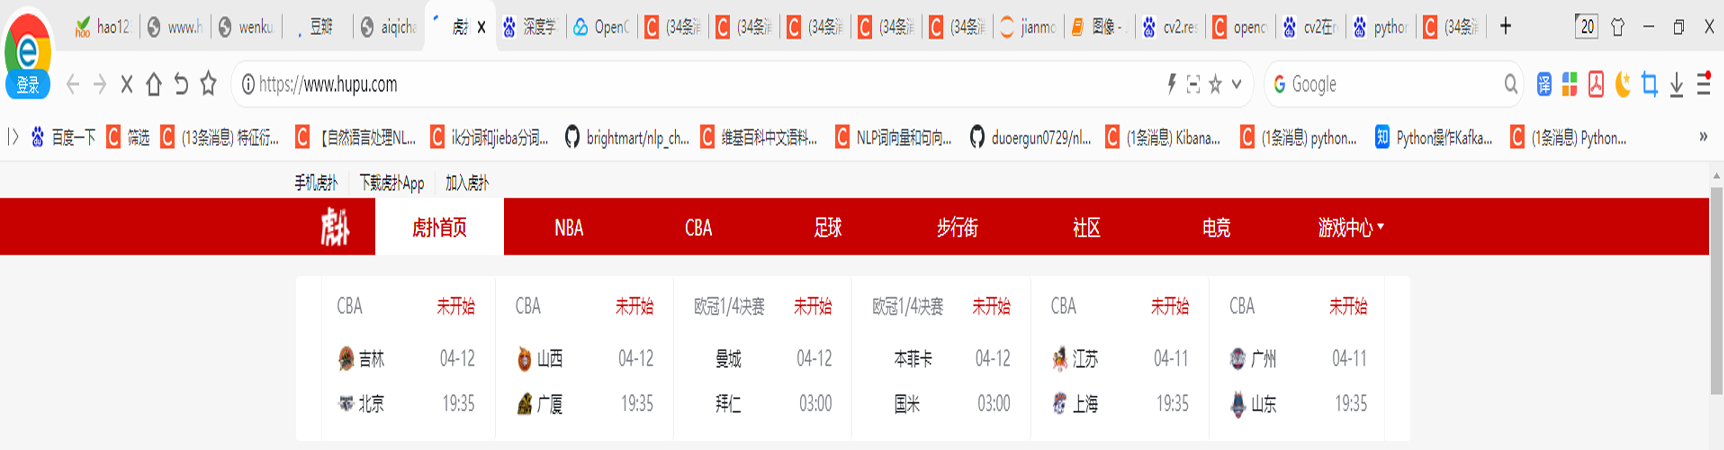 hao12 www.h wenku 豆瓣 aiqicha 虎扑 深度学 OpenC (34条消 (34条消 (34条消 (34条消 (34条消 jianmo 图像 - cv2.res openc cv2在r python (34条消 20
登录 https://www.hupu.com Google 译
百度一下 筛选 (13条消息) 特征衍... 【自然语言处理NL... ik分词和jieba分词... brightmart/nlp_ch... 维基百科中文语料... NLP词向量和句向... duoergun0729/nl... (1条消息) Kibana... (1条消息) python... 知 Python操作Kafka... (1条消息) Python...
手机虎扑 下载虎扑App 加入虎扑
虎扑 虎扑首页 NBA CBA 足球 步行街 社区 电竞 游戏中心
CBA 未开始 CBA 未开始 欧冠1/4决赛 未开始 欧冠1/4决赛 未开始 CBA 未开始 CBA 未开始
吉林 04-12 山西 04-12 曼城 04-12 本菲卡 04-12 江苏 04-11 广州 04-11
北京 19:35 广厦 19:35 拜仁 03:00 国米 03:00 上海 19:35 山东 19:35